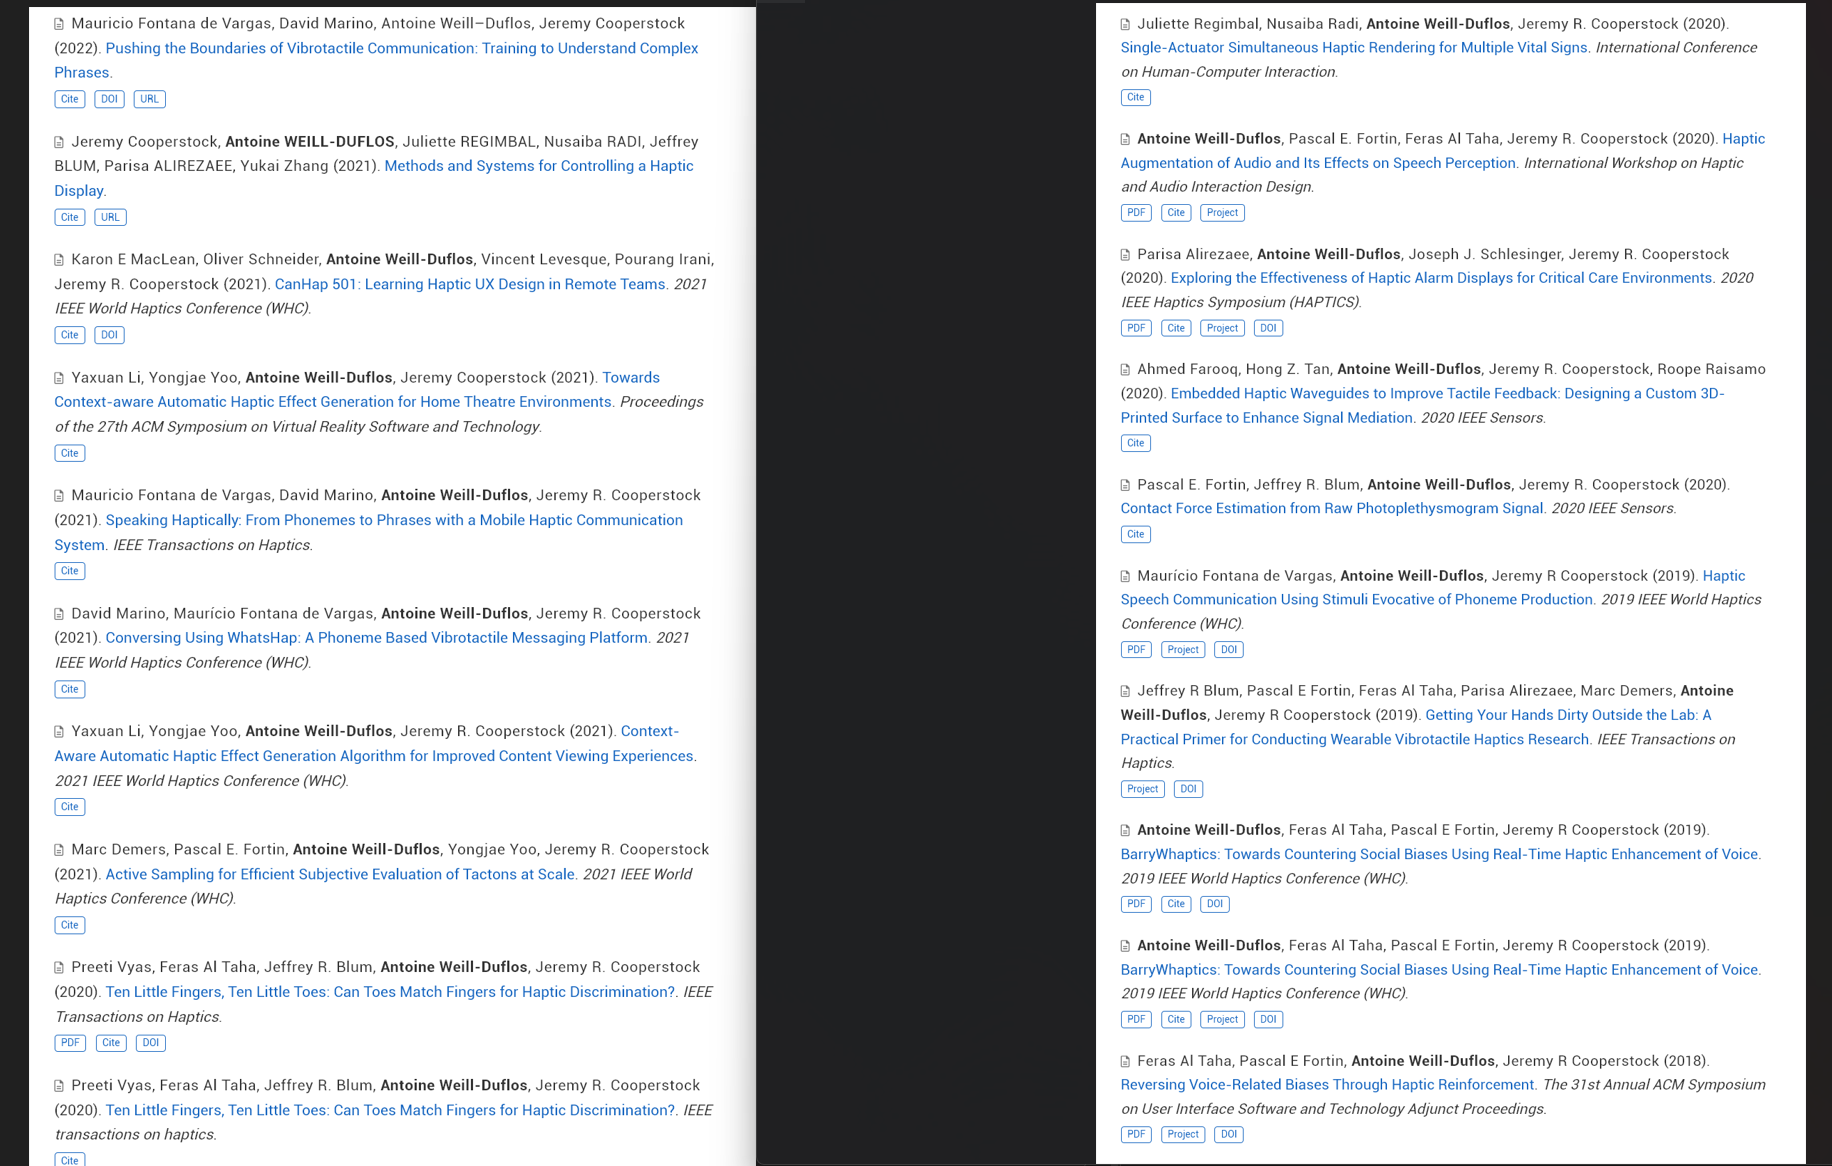 Mauricio Fontana de Vargas, David Marino, Antoine Weill–Duflos, Jeremy Cooperstock
(2022). Pushing the Boundaries of Vibrotactile Communication: Training to Understand Complex
Phrases.
Cite DOI URL
Jeremy Cooperstock, Antoine WEILL-DUFLOS, Juliette REGIMBAL, Nusaiba RADI, Jeffrey
BLUM, Parisa ALIREZAEE, Yukai Zhang (2021). Methods and Systems for Controlling a Haptic
Display.
Cite URL
Karon E MacLean, Oliver Schneider, Antoine Weill-Duflos, Vincent Levesque, Pourang Irani,
Jeremy R. Cooperstock (2021). CanHap 501: Learning Haptic UX Design in Remote Teams. 2021
IEEE World Haptics Conference (WHC).
Cite DOI
Yaxuan Li, Yongjae Yoo, Antoine Weill-Duflos, Jeremy Cooperstock (2021). Towards
Context-aware Automatic Haptic Effect Generation for Home Theatre Environments. Proceedings
of the 27th ACM Symposium on Virtual Reality Software and Technology.
Cite
Mauricio Fontana de Vargas, David Marino, Antoine Weill-Duflos, Jeremy R. Cooperstock
(2021). Speaking Haptically: From Phonemes to Phrases with a Mobile Haptic Communication
System. IEEE Transactions on Haptics.
Cite
David Marino, Maurício Fontana de Vargas, Antoine Weill-Duflos, Jeremy R. Cooperstock
(2021). Conversing Using WhatsHap: A Phoneme Based Vibrotactile Messaging Platform. 2021
IEEE World Haptics Conference (WHC).
Cite
Yaxuan Li, Yongjae Yoo, Antoine Weill-Duflos, Jeremy R. Cooperstock (2021). Context-
Aware Automatic Haptic Effect Generation Algorithm for Improved Content Viewing Experiences.
2021 IEEE World Haptics Conference (WHC).
Cite
Marc Demers, Pascal E. Fortin, Antoine Weill-Duflos, Yongjae Yoo, Jeremy R. Cooperstock
(2021). Active Sampling for Efficient Subjective Evaluation of Tactons at Scale. 2021 IEEE World
Haptics Conference (WHC).
Cite
Preeti Vyas, Feras Al Taha, Jeffrey R. Blum, Antoine Weill-Duflos, Jeremy R. Cooperstock
(2020). Ten Little Fingers, Ten Little Toes: Can Toes Match Fingers for Haptic Discrimination?. IEEE
Transactions on Haptics.
PDF Cite DOI
Preeti Vyas, Feras Al Taha, Jeffrey R. Blum, Antoine Weill-Duflos, Jeremy R. Cooperstock
(2020). Ten Little Fingers, Ten Little Toes: Can Toes Match Fingers for Haptic Discrimination?. IEEE
transactions on haptics.
Cite
Juliette Regimbal, Nusaiba Radi, Antoine Weill-Duflos, Jeremy R. Cooperstock (2020).
Single-Actuator Simultaneous Haptic Rendering for Multiple Vital Signs. International Conference
on Human-Computer Interaction.
Cite
Antoine Weill-Duflos, Pascal E. Fortin, Feras Al Taha, Jeremy R. Cooperstock (2020). Haptic
Augmentation of Audio and Its Effects on Speech Perception. International Workshop on Haptic
and Audio Interaction Design.
PDF Cite Project
Parisa Alirezaee, Antoine Weill-Duflos, Joseph J. Schlesinger, Jeremy R. Cooperstock
(2020). Exploring the Effectiveness of Haptic Alarm Displays for Critical Care Environments. 2020
IEEE Haptics Symposium (HAPTICS).
PDF Cite Project DOI
Ahmed Farooq, Hong Z. Tan, Antoine Weill-Duflos, Jeremy R. Cooperstock, Roope Raisamo
(2020). Embedded Haptic Waveguides to Improve Tactile Feedback: Designing a Custom 3D-
Printed Surface to Enhance Signal Mediation. 2020 IEEE Sensors.
Cite
Pascal E. Fortin, Jeffrey R. Blum, Antoine Weill-Duflos, Jeremy R. Cooperstock (2020).
Contact Force Estimation from Raw Photoplethysmogram Signal. 2020 IEEE Sensors.
Cite
Maurício Fontana de Vargas, Antoine Weill-Duflos, Jeremy R Cooperstock (2019). Haptic
Speech Communication Using Stimuli Evocative of Phoneme Production. 2019 IEEE World Haptics
Conference (WHC).
PDF Project DOI
Jeffrey R Blum, Pascal E Fortin, Feras Al Taha, Parisa Alirezaee, Marc Demers, Antoine
Weill-Duflos, Jeremy R Cooperstock (2019). Getting Your Hands Dirty Outside the Lab: A
Practical Primer for Conducting Wearable Vibrotactile Haptics Research. IEEE Transactions on
Haptics.
Project DOI
Antoine Weill-Duflos, Feras Al Taha, Pascal E Fortin, Jeremy R Cooperstock (2019).
BarryWhaptics: Towards Countering Social Biases Using Real-Time Haptic Enhancement of Voice.
2019 IEEE World Haptics Conference (WHC).
PDF Cite DOI
Antoine Weill-Duflos, Feras Al Taha, Pascal E Fortin, Jeremy R Cooperstock (2019).
BarryWhaptics: Towards Countering Social Biases Using Real-Time Haptic Enhancement of Voice.
2019 IEEE World Haptics Conference (WHC).
PDF Cite Project DOI
Feras Al Taha, Pascal E Fortin, Antoine Weill-Duflos, Jeremy R Cooperstock (2018).
Reversing Voice-Related Biases Through Haptic Reinforcement. The 31st Annual ACM Symposium
on User Interface Software and Technology Adjunct Proceedings.
PDF Project DOI